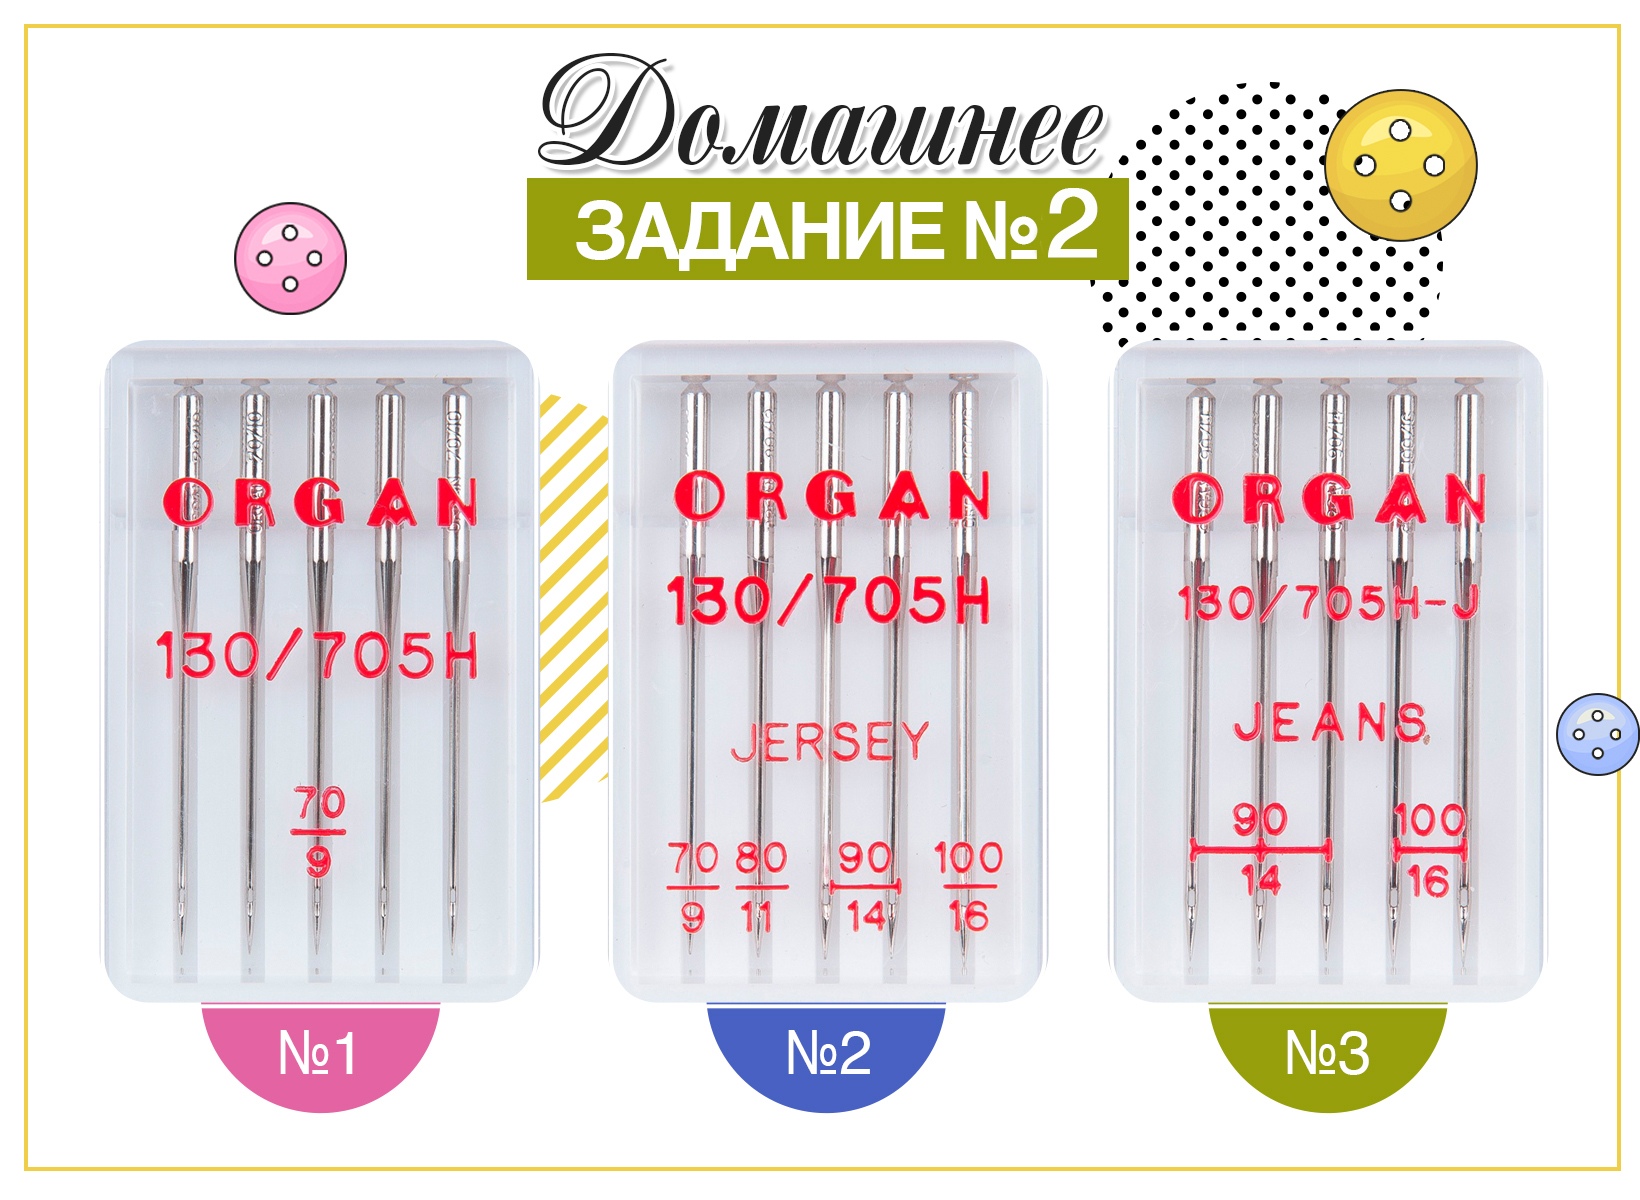 Домашнее
ЗАДАНИЕ №2
ORGAN
130/705H
70
9
№1
ORGAN
130/705H
JERSEY
70 80 90 100
9 11 14 16
№2
ORGAN
130/705H-J
JEANS
90 100
14 16
№3